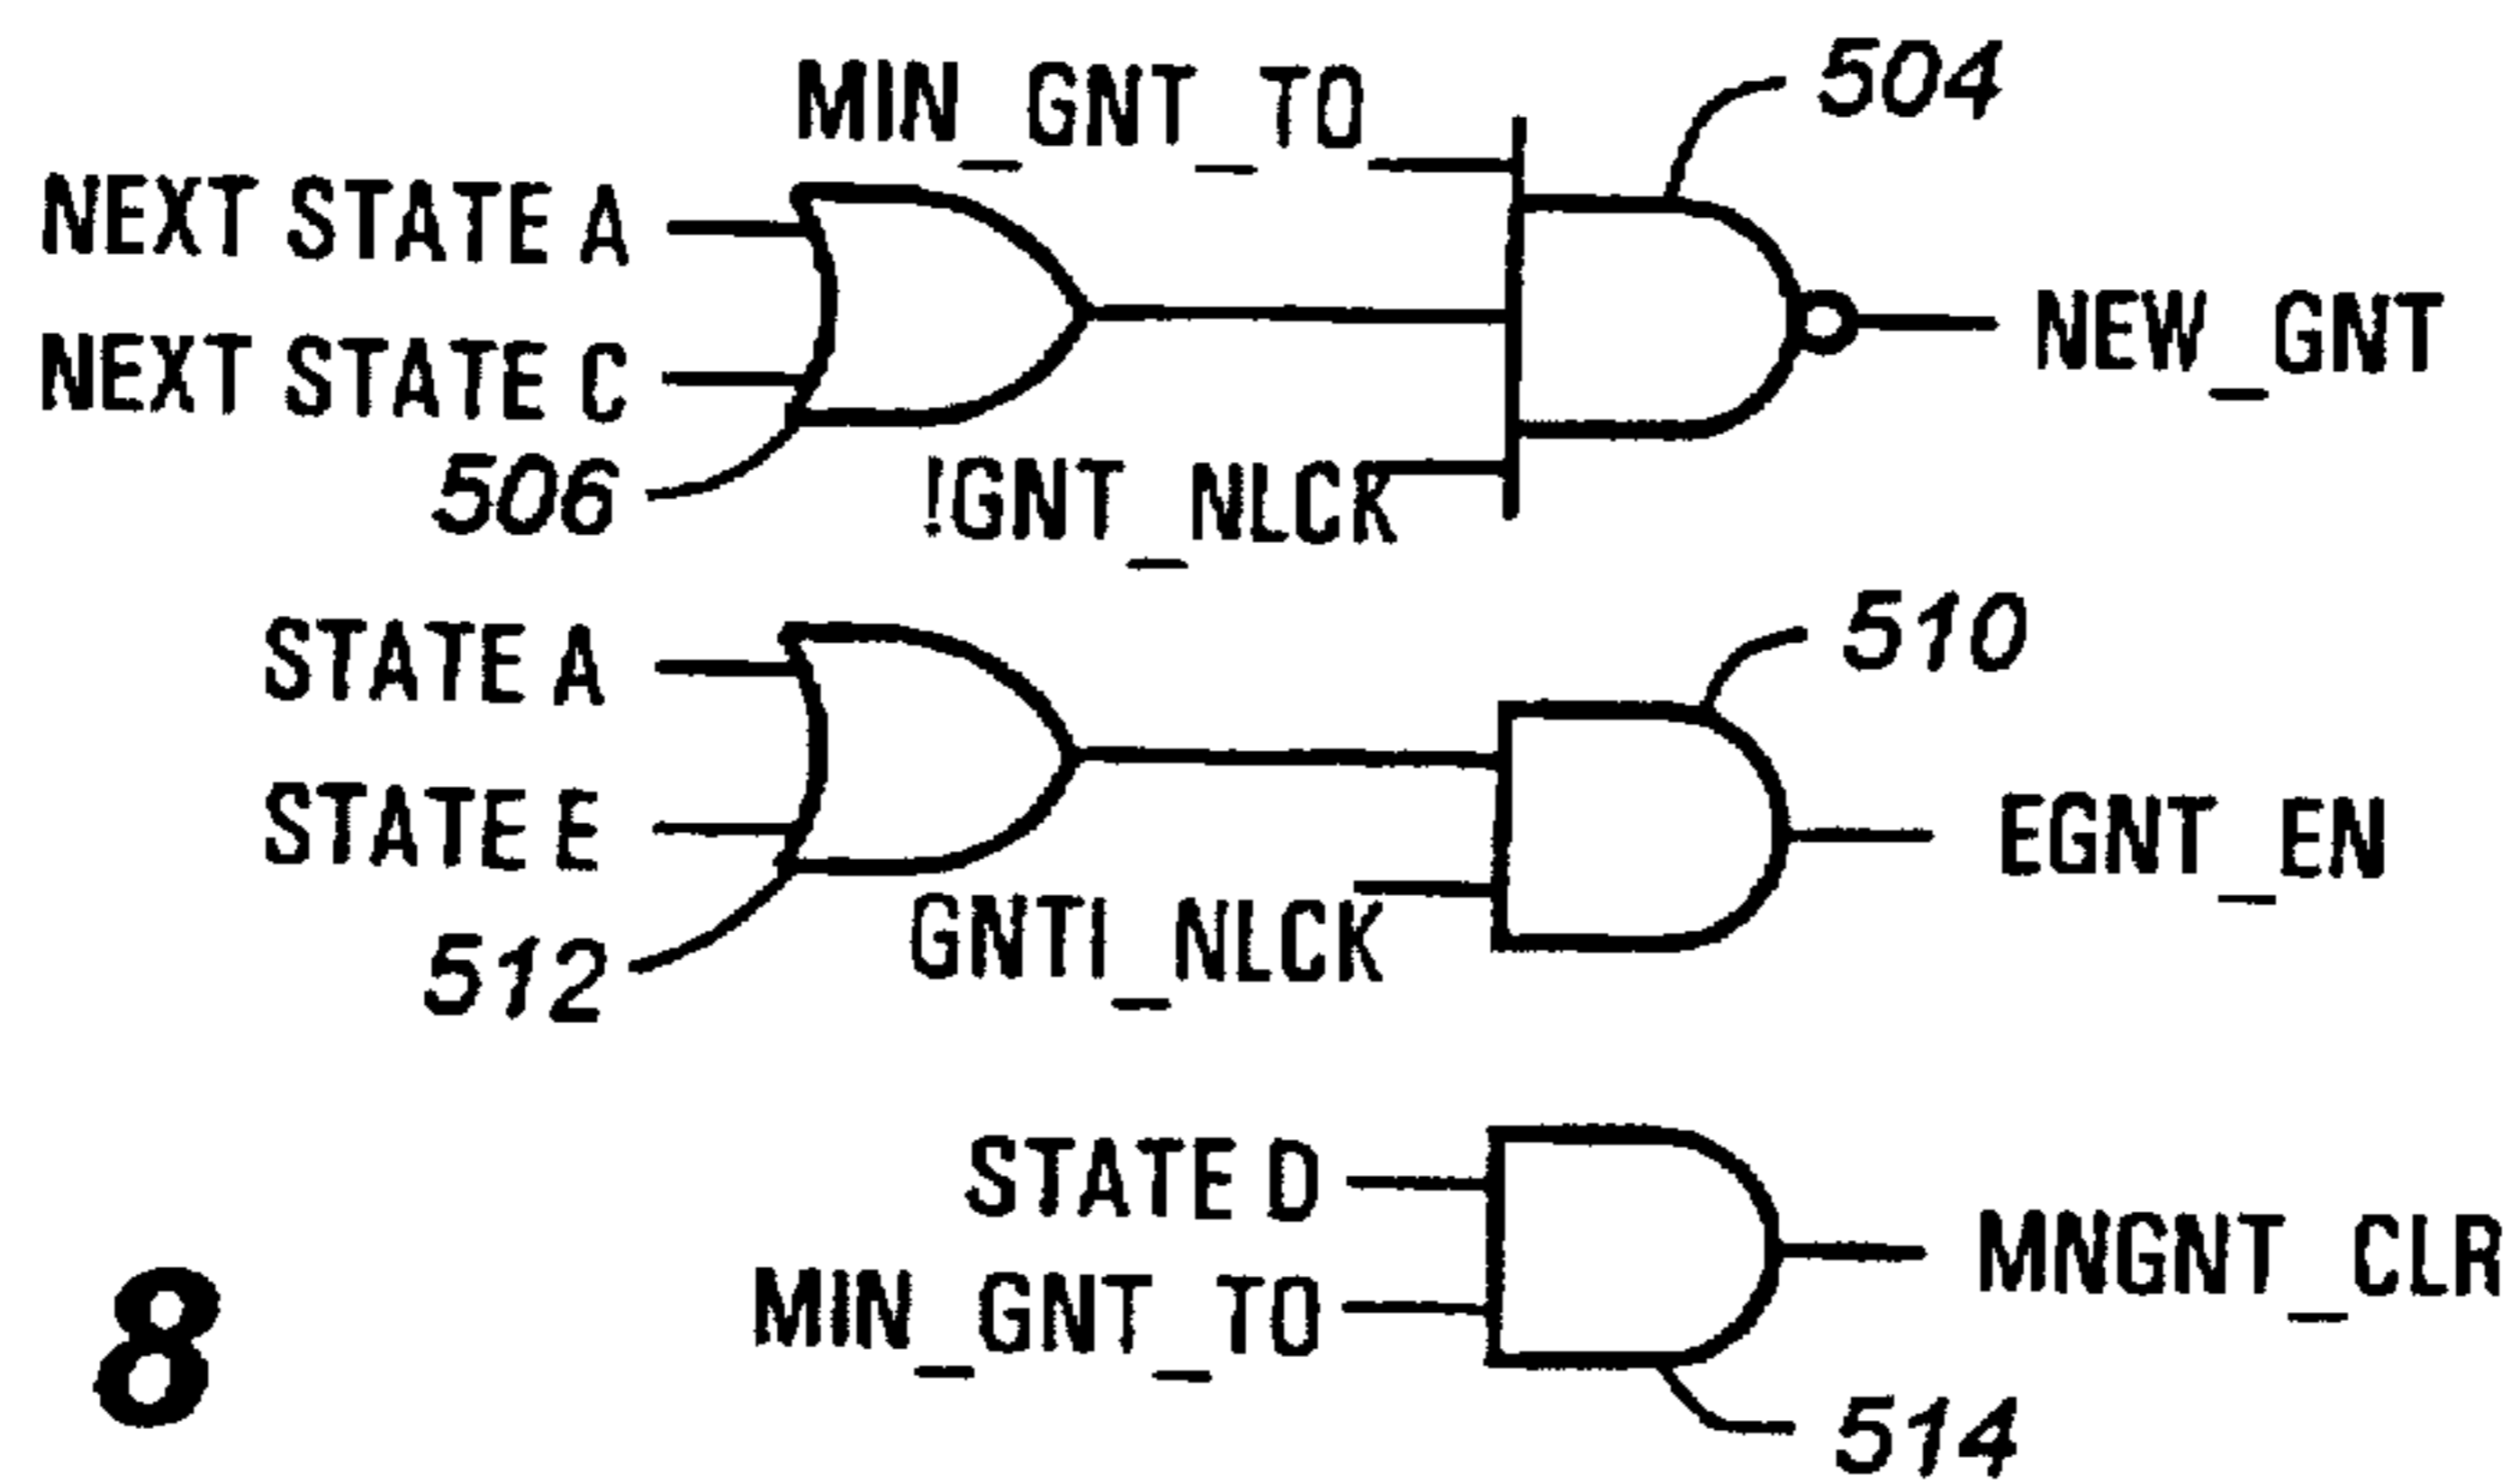 MIN_GNT_TO
504
NEXT STATE A
NEXT STATE C
NEW_GNT
506
!GNT_NLCK
STATE A
510
STATE E
EGNT_EN
512
GNTI_NLCK
STATE D
MNGNT_CLR
MIN_GNT_TO
8
514